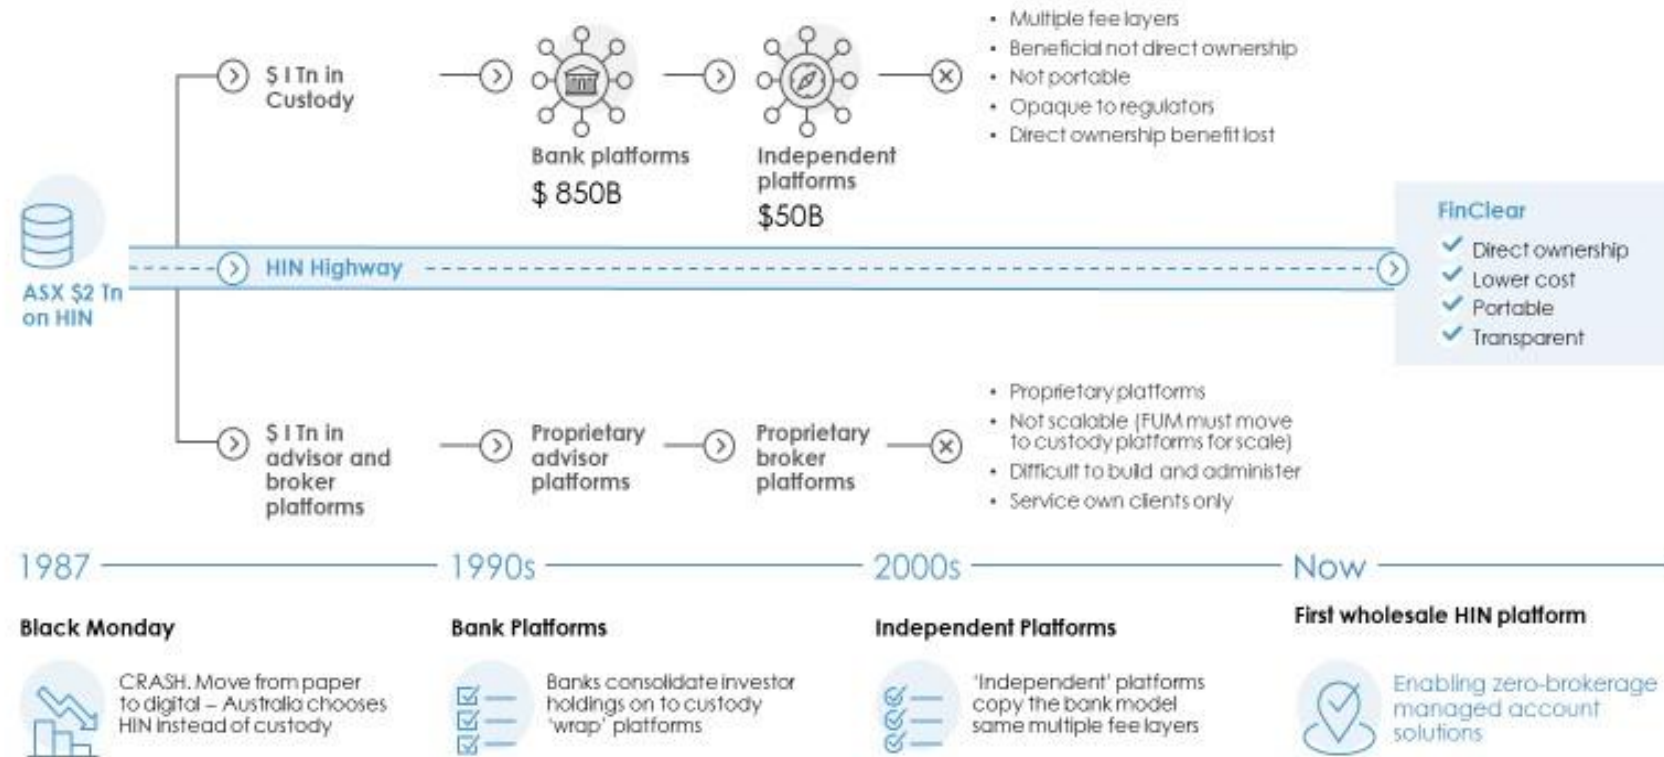 $ 1 Tn in
Custody
Bank platforms
$ 850B
Independent
platforms
$50B
• Multiple fee layers
• Beneficial not direct ownership
• Not portable
• Opaque to regulators
• Direct ownership benefit lost
ASX $2 Tn
on HIN
HIN Highway
FinClear
Direct ownership
Lower cost
Portable
Transparent
$ 1 Tn in
advisor and
broker
platforms
Proprietary
advisor
platforms
Proprietary
broker
platforms
• Proprietary platforms
• Not scalable (FUM must move
to custody platforms for scale)
• Difficult to build and administer
• Service own clients only
1987
1990s
2000s
Now
Black Monday
CRASH. Move from paper
to digital – Australia chooses
HIN instead of custody
Bank Platforms
Banks consolidate investor
holdings on to custody
'wrap' platforms
Independent Platforms
'Independent' platforms
copy the bank model
same multiple fee layers
First wholesale HIN platform
Enabling zero-brokerage
managed account
solutions